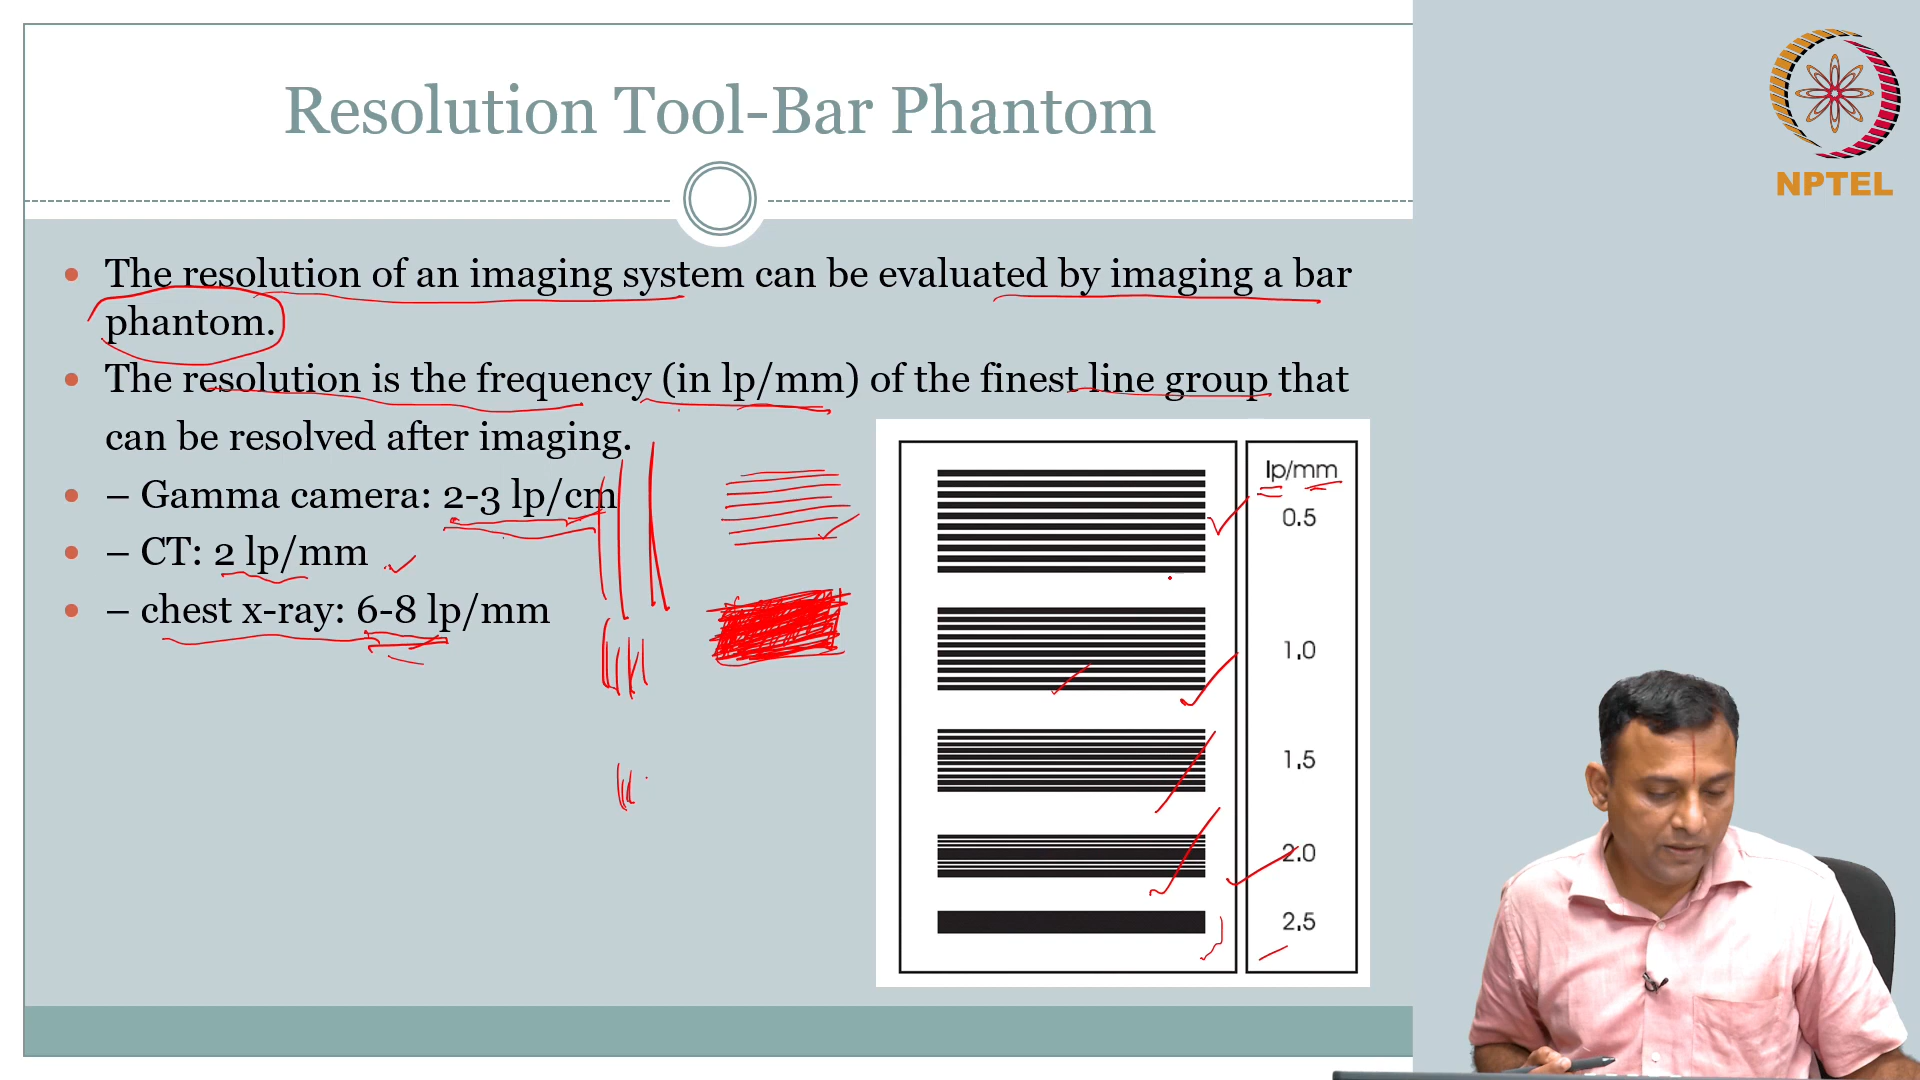 Resolution Tool-Bar Phantom
NPTEL
The resolution of an imaging system can be evaluated by imaging a bar
phantom.
The resolution is the frequency (in lp/mm) of the finest line group that
can be resolved after imaging.
– Gamma camera: 2-3 lp/cm
– CT: 2 lp/mm
– chest x-ray: 6-8 lp/mm
lp/mm
0.5
1.0
1.5
2.0
2.5